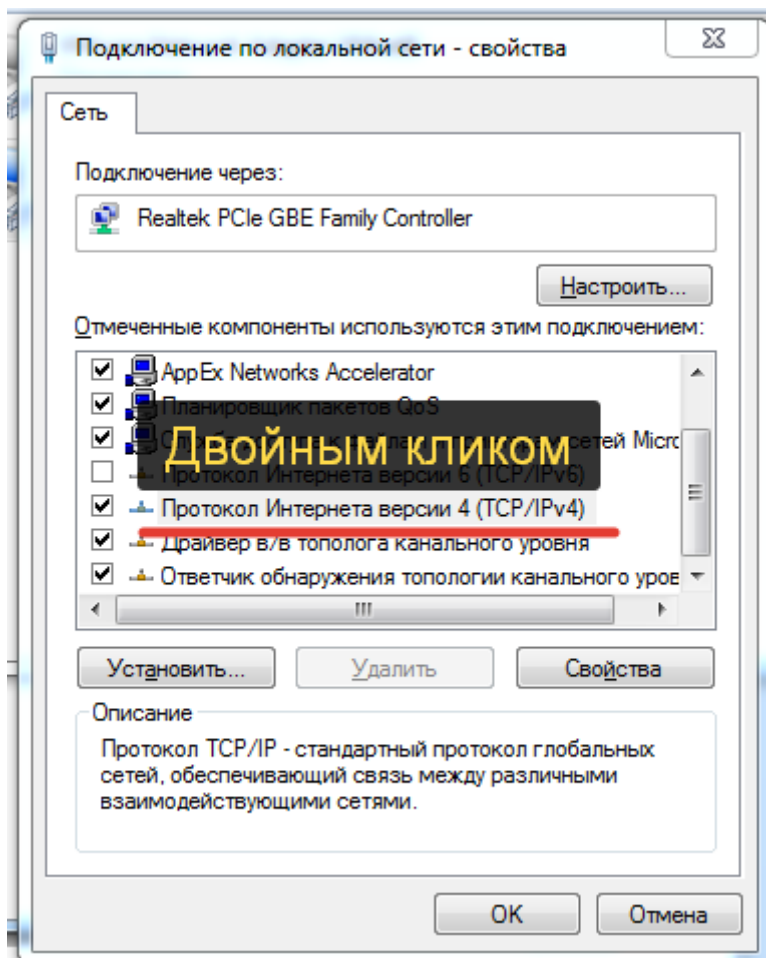 Подключение по локальной сети - свойства
Сеть
Подключение через:
Realtek PCIe GBE Family Controller
Настроить...
Отмеченные компоненты используются этим подключением:
AppEx Networks Accelerator
Планировщик пакетов QoS
сетей Micr
Двойным кликом
Протокол Интернета версии 6 (TCP/IPv6)
Протокол Интернета версии 4 (TCP/IPv4)
Драйвер в/в тополога канального уровня
Ответчик обнаружения топологии канального уров
Установить...
Удалить
Свойства
Описание
Протокол TCP/IP - стандартный протокол глобальных
сетей, обеспечивающий связь между различными
взаимодействующими сетями.
OK
Отмена